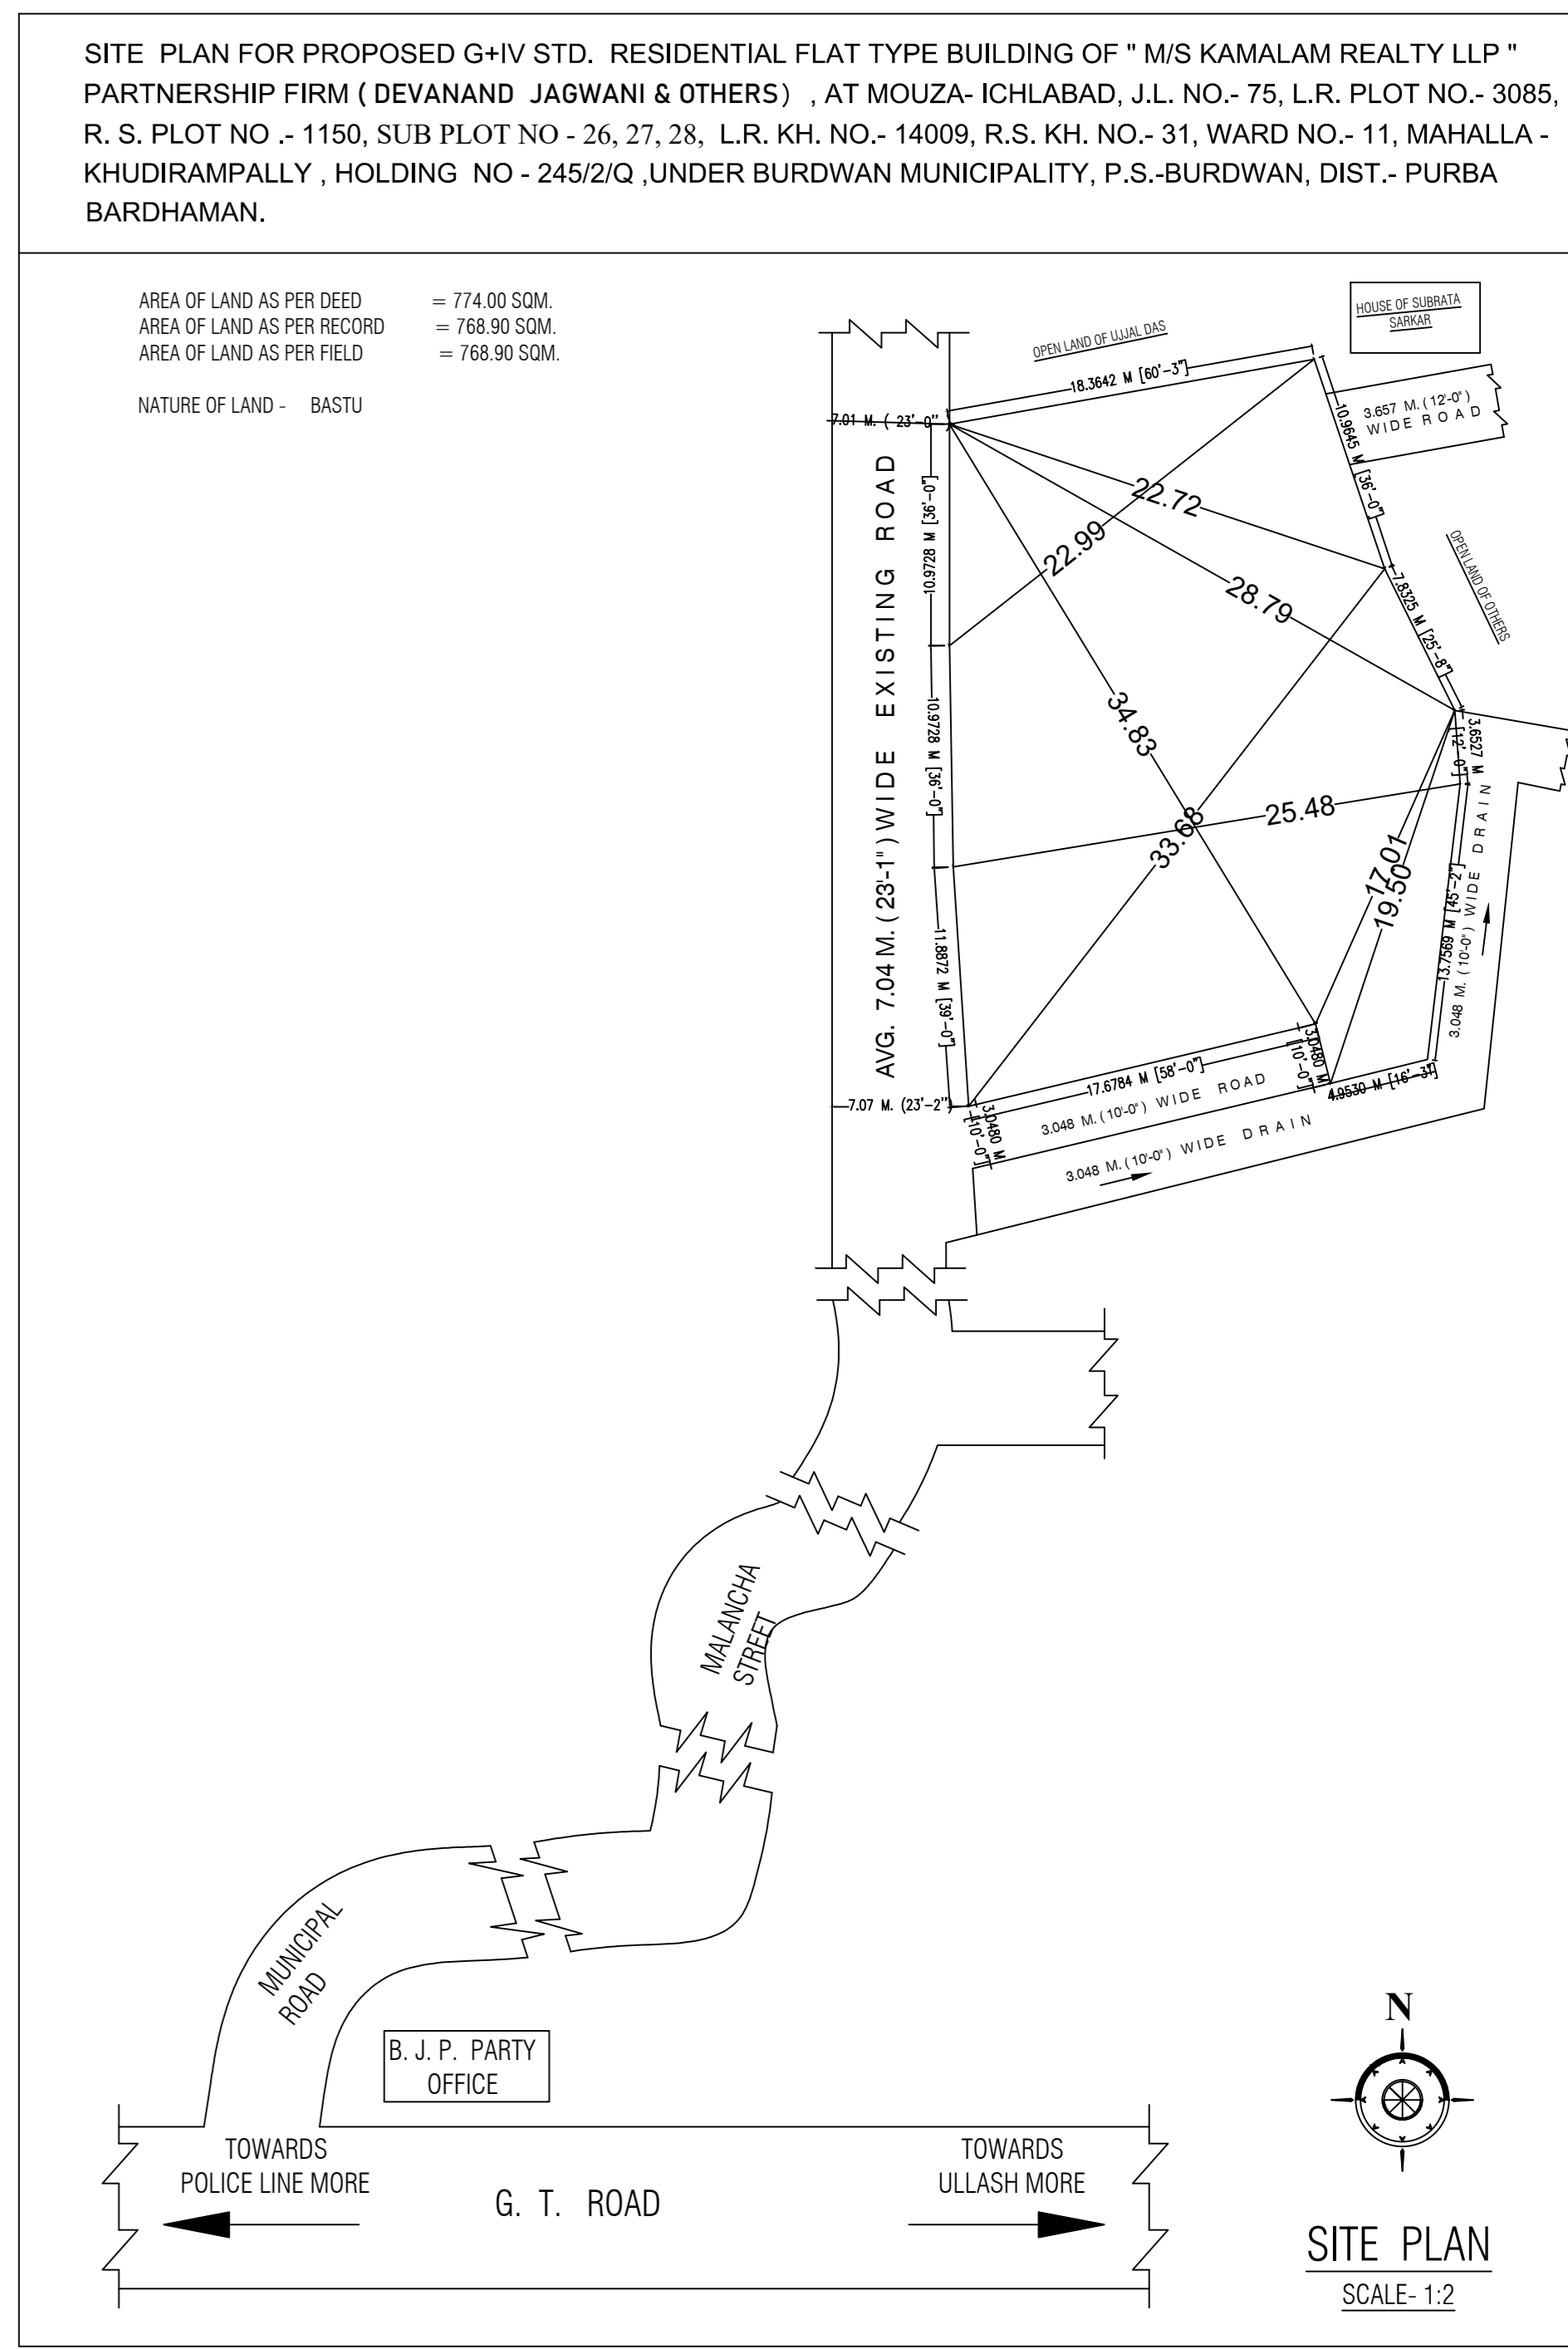 SITE PLAN FOR PROPOSED G+IV STD. RESIDENTIAL FLAT TYPE BUILDING OF " M/S KAMALAM REALTY LLP "
PARTNERSHIP FIRM ( DEVANAND JAGWANI & OTHERS) , AT MOUZA- ICHLABAD, J.L. NO.- 75, L.R. PLOT NO.- 3085,
R. S. PLOT NO .- 1150, SUB PLOT NO - 26, 27, 28, L.R. KH. NO.- 14009, R.S. KH. NO.- 31, WARD NO.- 11, MAHALLA -
KHUDIRAMPALLY , HOLDING NO - 245/2/Q ,UNDER BURDWAN MUNICIPALITY, P.S.-BURDWAN, DIST.- PURBA
BARDHAMAN.
AREA OF LAND AS PER DEED = 774.00 SQM.
AREA OF LAND AS PER RECORD = 768.90 SQM.
AREA OF LAND AS PER FIELD = 768.90 SQM.
NATURE OF LAND - BASTU
HOUSE OF SUBRATA
SARKAR
OPEN LAND OF UJJAL DAS
18.3642 M [60'-3"]
3.657 M. (12'-0")
WIDE ROAD
7.01 M. ( 23'-0")
10.9645 M [36'-0"]
22.72
22.99
28.79
10.9728 M [36'-0"]
OPEN LAND OF OTHERS
7.8325 M [25'-8"]
AVG. 7.04 M. ( 23'-1" ) WIDE EXISTING ROAD
34.83
10.9728 M [36'-0"]
3.6527 M
[12'-0"]
25.48
33.68
17.01
19.50
13.7569 M [45'-2"]
3.048 M. ( 10'-0" ) WIDE DRAIN
11.8872 M [39'-0"]
3.0480 M
[10'-0"]
17.6784 M [58'-0"]
4.9530 M [16'-3"]
7.07 M. (23'-2")
3.0480 M
[10'-0"]
3.048 M. ( 10'-0" ) WIDE ROAD
3.048 M. ( 10'-0" ) WIDE DRAIN
MALANCHA
STREET
MUNICIPAL
ROAD
B. J. P. PARTY
OFFICE
N
TOWARDS
POLICE LINE MORE
G. T. ROAD
TOWARDS
ULLASH MORE
SITE PLAN
SCALE- 1:2